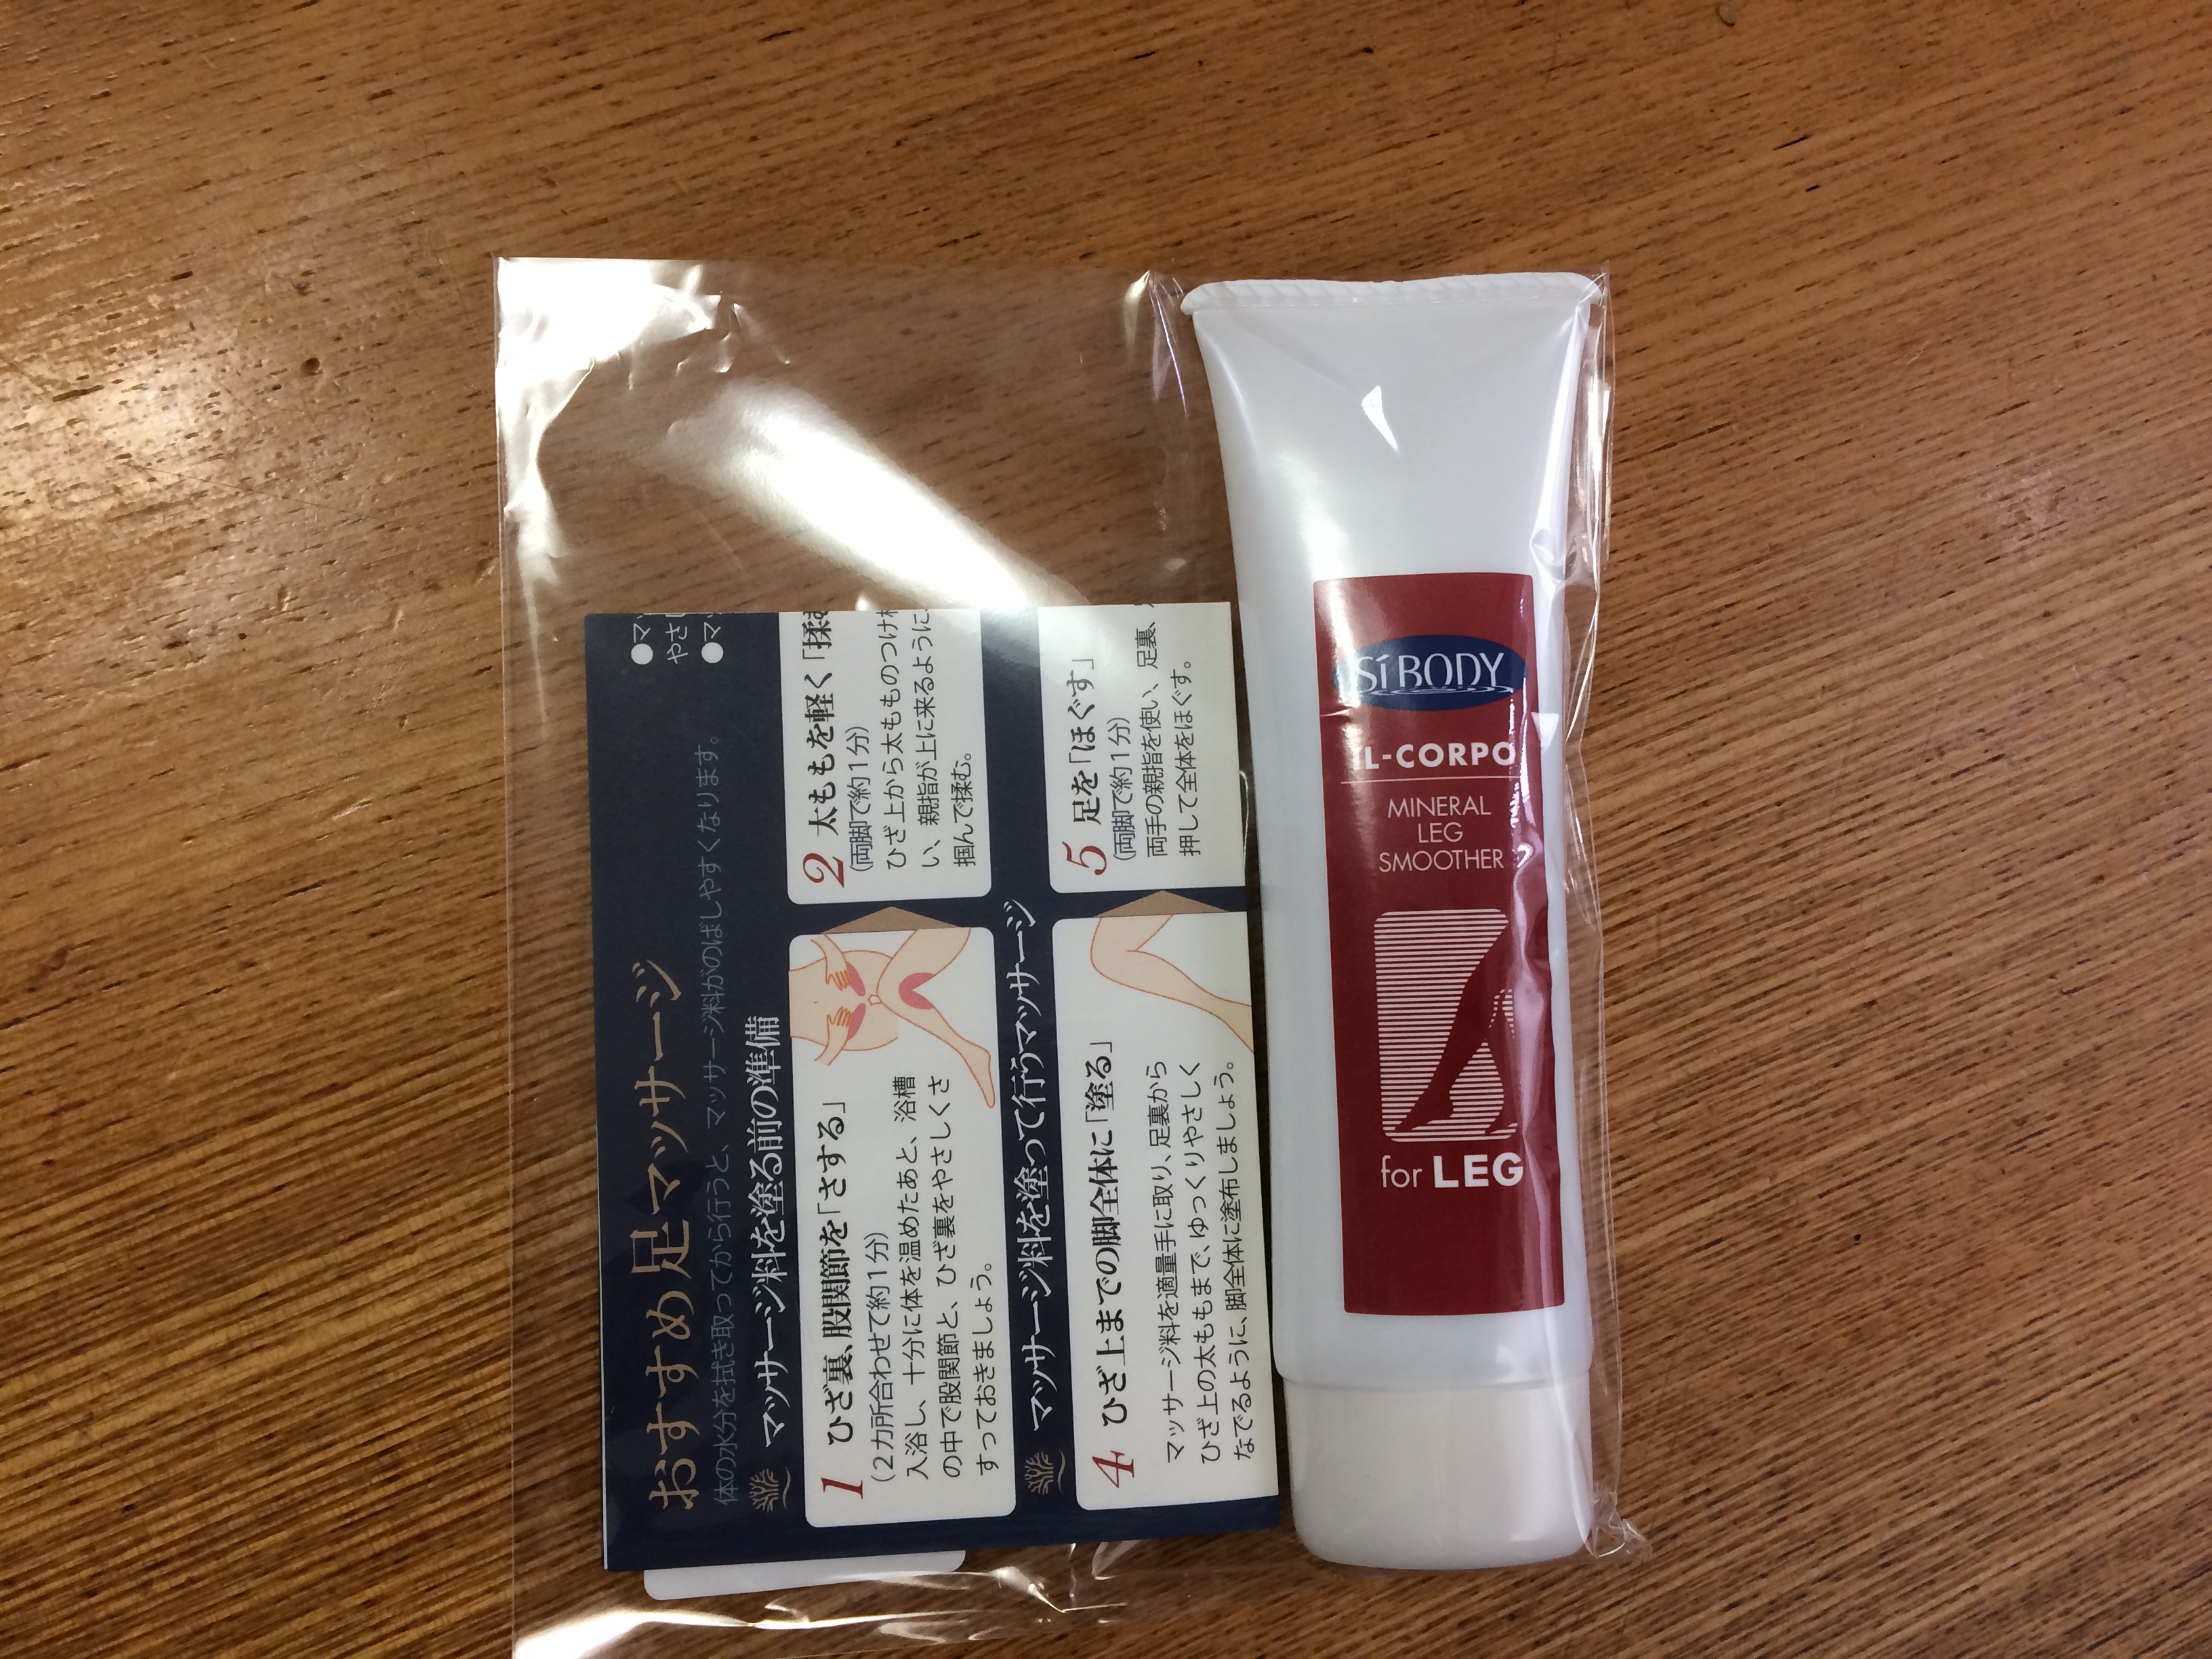 おすすめ足マッサージ
体の水分を拭き取ってから行うと、マッサージ料がのばしやすくなります。
●マッ
やさし
●マ
マッサージ料を塗る前の準備
1 ひざ裏、股関節を「さする」
(2カ所合わせて約1分)
入浴し、十分に体を温めたあと、浴槽
の中で股関節と、ひざ裏をやさしくさ
すっておきましょう。
2 太ももを軽く「揉む
(両脚で約1分)
ひざ上から太もものつけ根
い、親指が上に来るように
掴んで揉む。
マッサージ料を塗って行うマッサージ
4 ひざ上までの脚全体に「塗る」
マッサージ料を適量手に取り、足裏から
ひざ上の太ももまで、ゆっくりやさしく
なでるように、脚全体に塗布しましょう。
5 足を「ほぐす」
(両脚で約1分)
両手の親指を使い、足裏、
押して全体をほぐす。
Sí BODY
IL-CORPO
MINERAL
LEG
SMOOTHER
for LEG